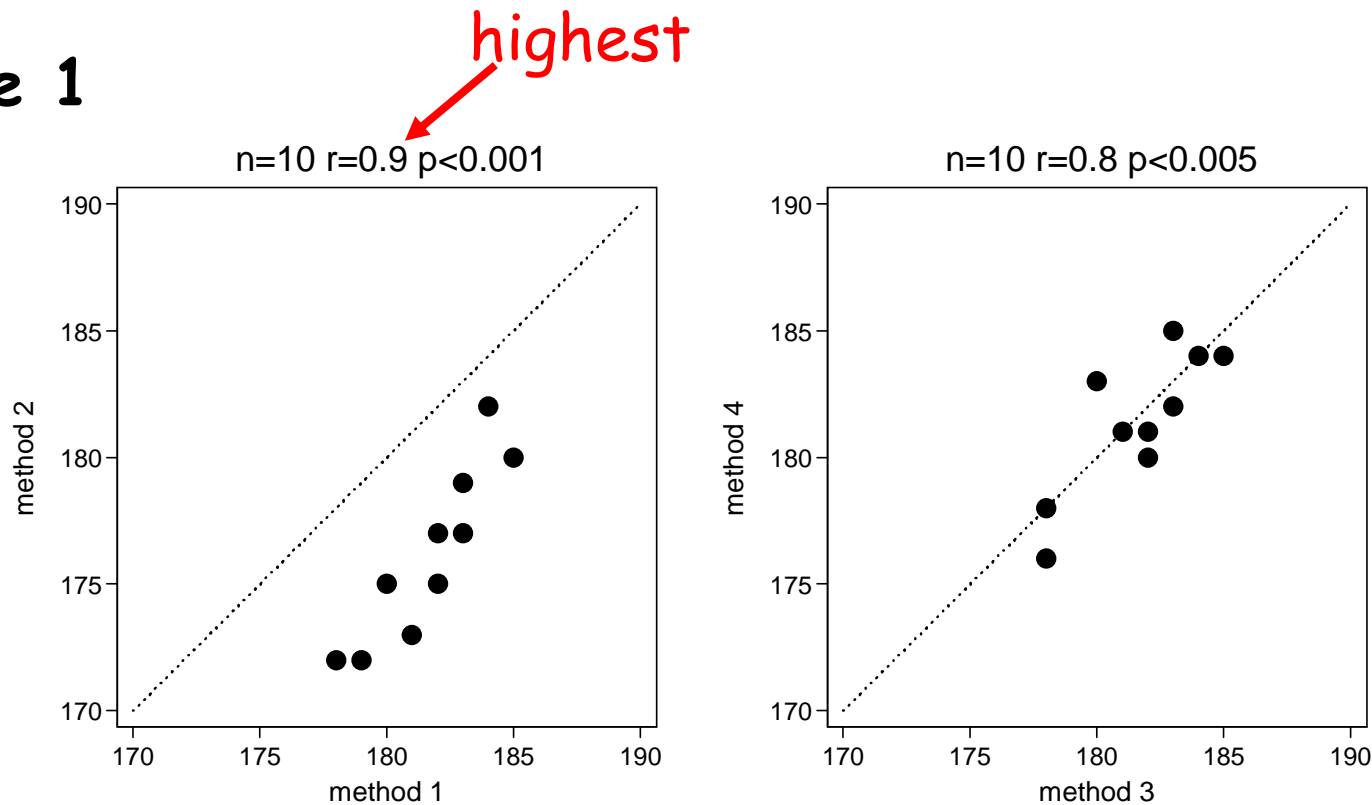 highest
e 1
n=10 r=0.9 p<0.001
n=10 r=0.8 p<0.005
190
185
180
175
170
method 2
170 175 180 185 190
method 1
190
185
180
175
170
method 4
170 175 180 185 190
method 3